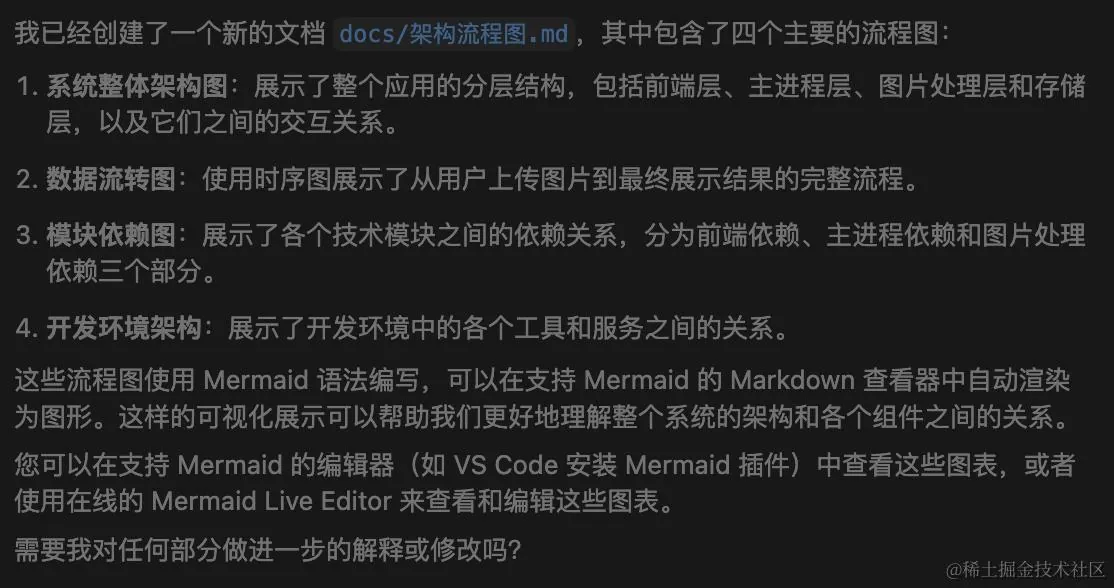 我已经创建了一个新的文档 docs/架构流程图.md，其中包含了四个主要的流程图：
1. 系统整体架构图：展示了整个应用的分层结构，包括前端层、主进程层、图片处理层和存储
层，以及它们之间的交互关系。
2. 数据流转图：使用时序图展示了从用户上传图片到最终展示结果的完整流程。
3. 模块依赖图：展示了各个技术模块之间的依赖关系，分为前端依赖、主进程依赖和图片处理
依赖三个部分。
4. 开发环境架构：展示了开发环境中的各个工具和服务之间的关系。
这些流程图使用 Mermaid 语法编写，可以在支持 Mermaid 的 Markdown 查看器中自动渲染
为图形。这样的可视化展示可以帮助我们更好地理解整个系统的架构和各个组件之间的关系。
您可以在支持 Mermaid 的编辑器（如 VS Code 安装 Mermaid 插件）中查看这些图表，或者
使用在线的 Mermaid Live Editor 来查看和编辑这些图表。
需要我对任何部分做进一步的解释或修改吗？
@稀土掘金技术社区